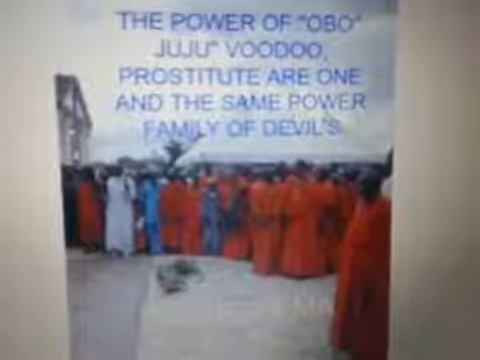 THE POWER OF "OBO"
JUJU" VOODOO,
PROSTITUTE ARE ONE
AND THE SAME POWER
FAMILY OF DEVIL'S